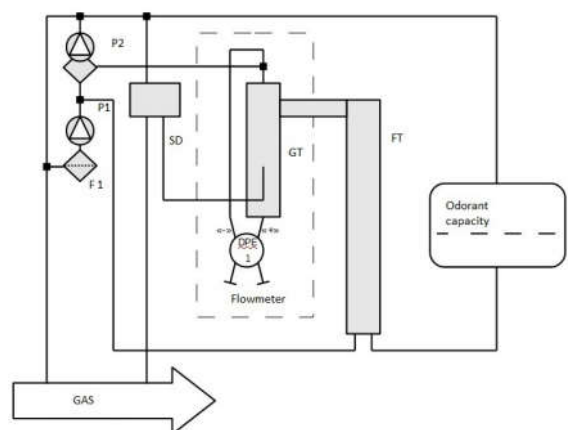 P2
P1
F 1
SD
GT
FT
«-»
«+»
DPE
1
Flowmeter
Odorant
capacity
GAS